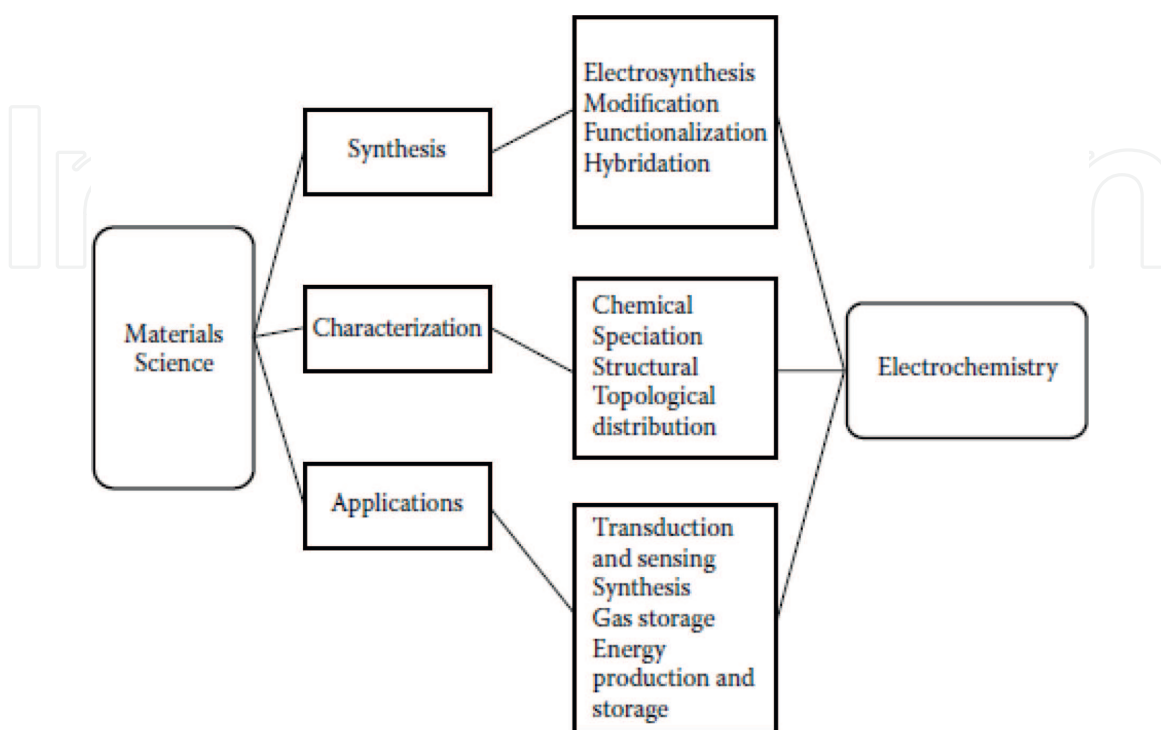 Materials
Science
Synthesis
Characterization
Applications
Electrosynthesis
Modification
Functionalization
Hybridation
Chemical
Speciation
Structural
Topological
distribution
Transduction
and sensing
Synthesis
Gas storage
Energy
production and
storage
Electrochemistry